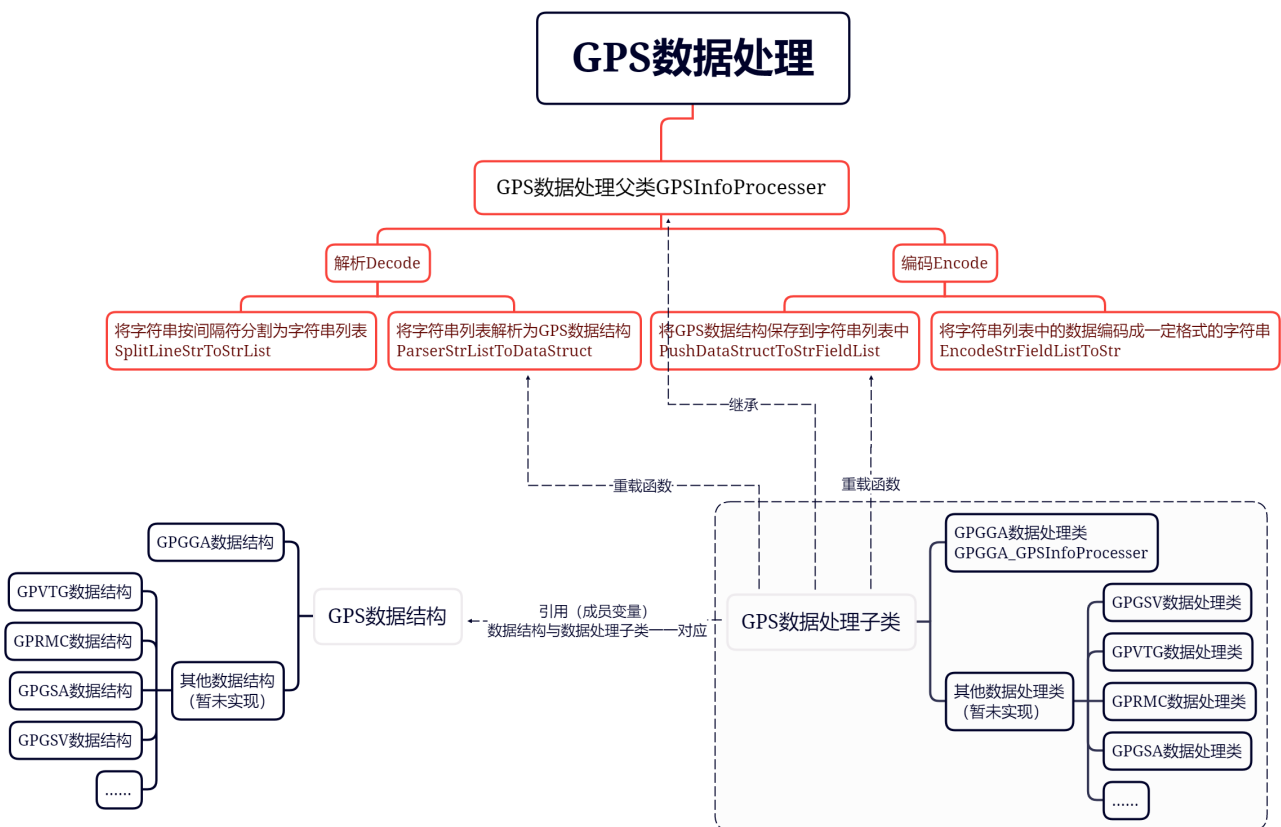 GPS数据处理
GPS数据处理父类GPSInfoProcesser
解析Decode
编码Encode
将字符串按间隔符分割为字符串列表
SplitLineStrToStrList
将字符串列表解析为GPS数据结构
ParserStrListToDataStruct
将GPS数据结构保存到字符串列表中
PushDataStructToStrFieldList
将字符串列表中的数据编码成一定格式的字符串
EncodeStrFieldListToStr
继承
重载函数
重载函数
GPGGA数据结构
GPVTG数据结构
GPRMC数据结构
GPGSA数据结构
GPGSV数据结构
......
其他数据结构
（暂未实现）
GPS数据结构
引用（成员变量）
数据结构与数据处理子类一一对应
GPS数据处理子类
GPGGA数据处理类
GPGGA_GPSInfoProcesser
其他数据处理类
（暂未实现）
GPGSV数据处理类
GPVTG数据处理类
GPRMC数据处理类
GPGSA数据处理类
......